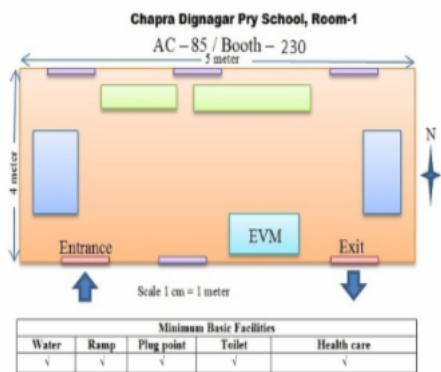 Chapra Dignagar Pry School, Room-1
AC – 85 / Booth – 230
5 meter
4 meter
N
EVM
Entrance
Exit
Scale 1 cm = 1 meter
Minimum Basic Facilities
Water Ramp Plug point Toilet Health care
√ √ √ √ √